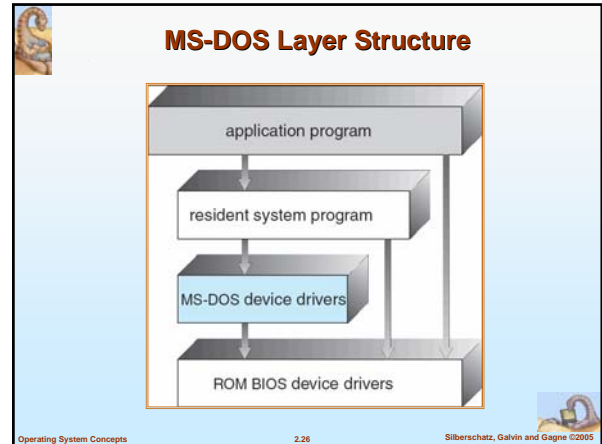 MS-DOS Layer Structure
application program
resident system program
MS-DOS device drivers
ROM BIOS device drivers
Operating System Concepts 2.26 Silberschatz, Galvin and Gagne ©2005